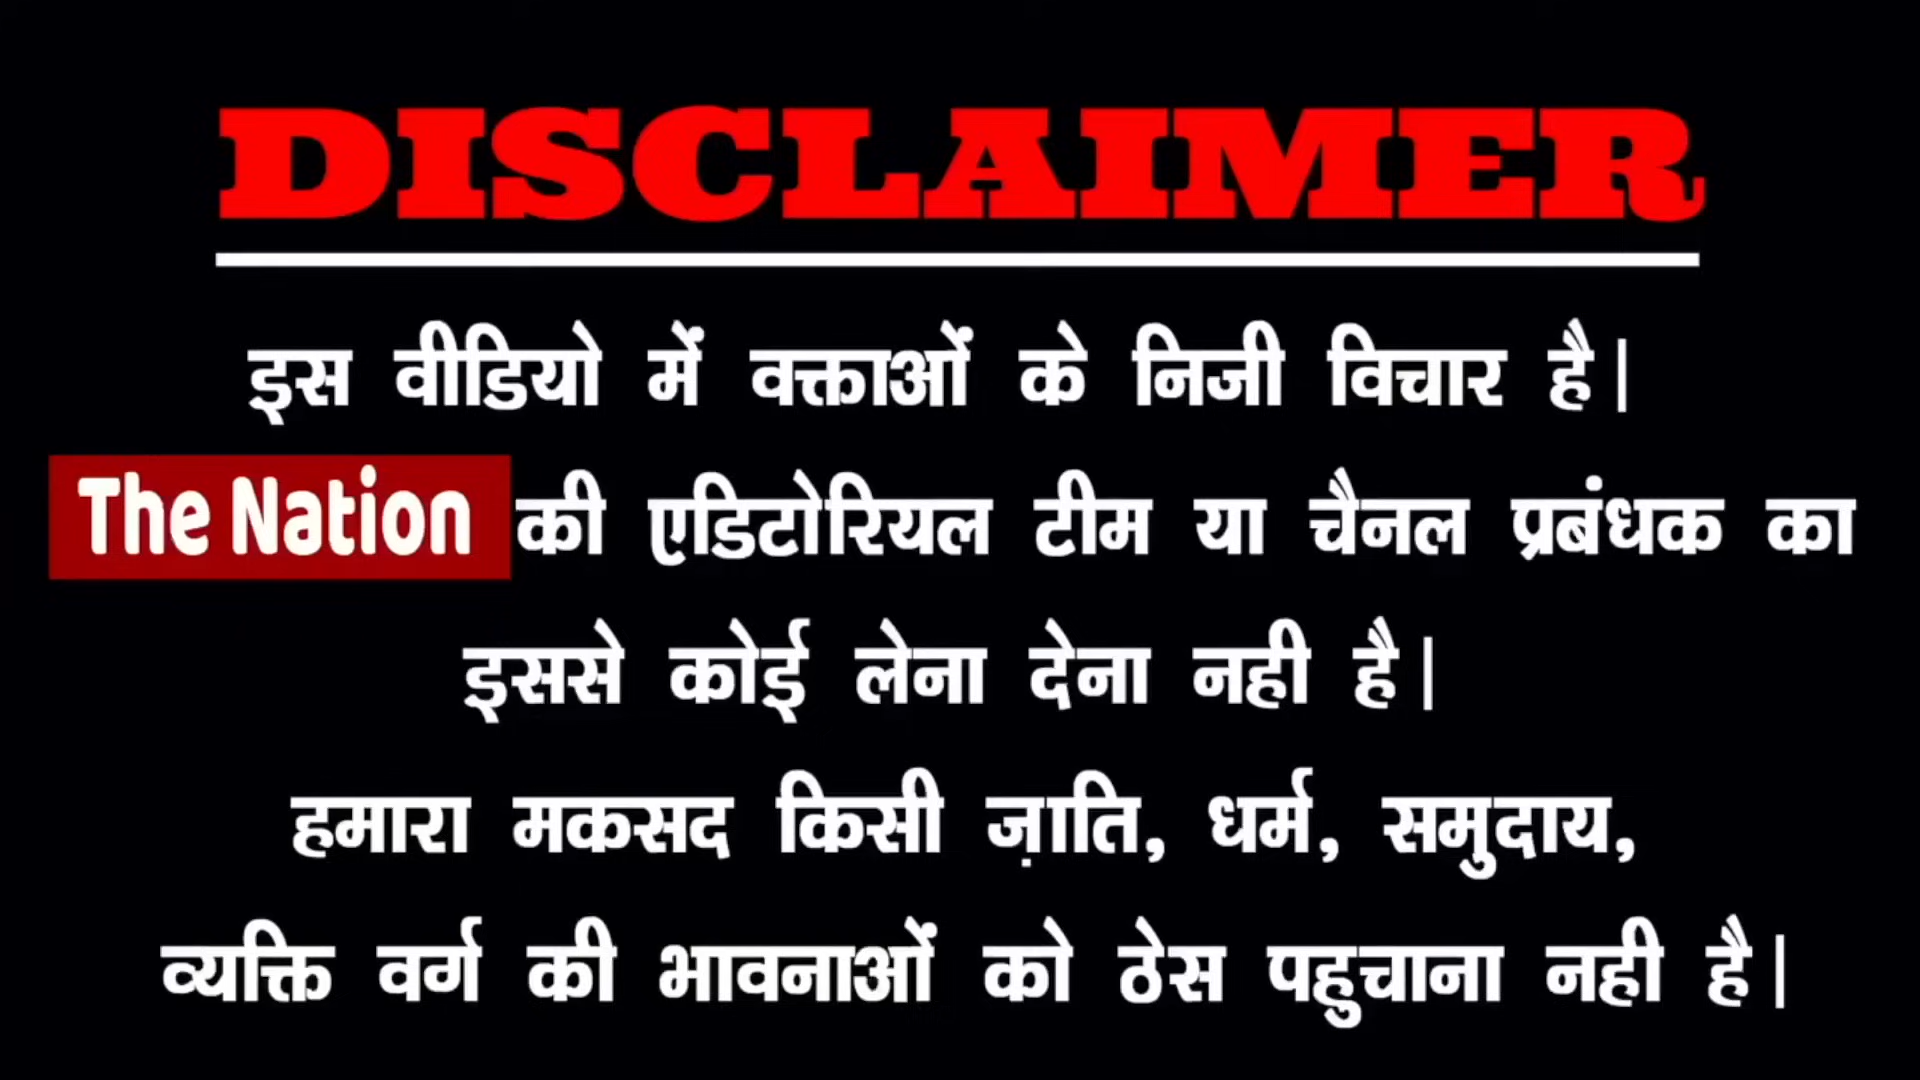 DISCLAIMER
इस वीडियो में वक्ताओं के निजी विचार है|
The Nation की एडिटोरियल टीम या चैनल प्रबंधक का
इससे कोई लेना देना नही है|
हमारा मकसद किसी ज़ाति, धर्म, समुदाय,
व्यक्ति वर्ग की भावनाओं को ठेस पहुचाना नही है|